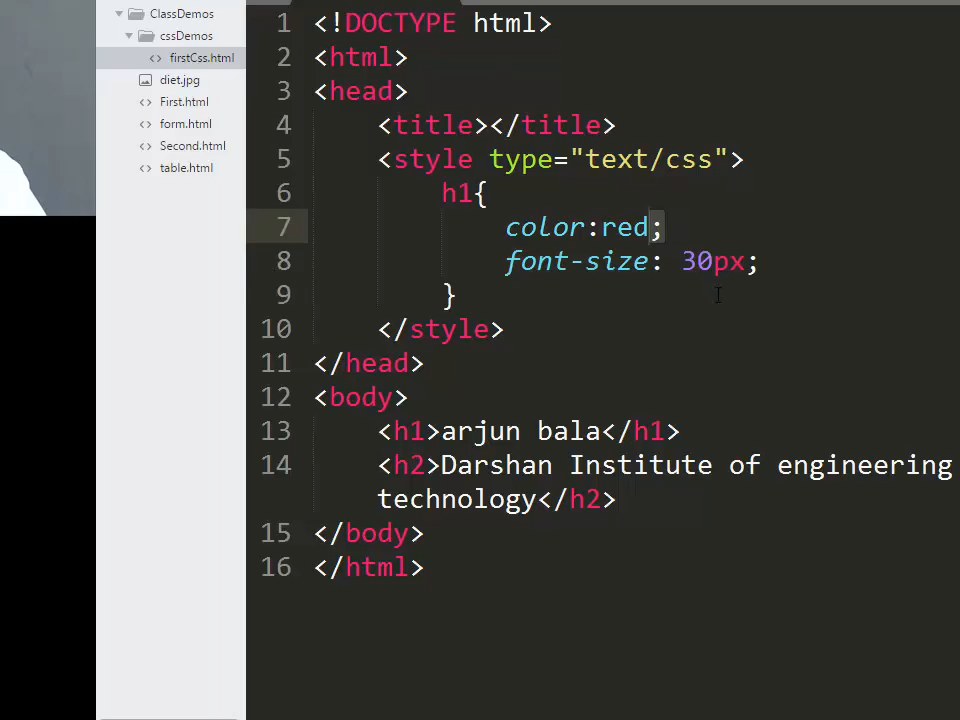 ClassDemos
cssDemos
firstCss.html
diet.jpg
First.html
form.html
Second.html
table.html
1 <!DOCTYPE html>
2 <html>
3 <head>
4 <title></title>
5 <style type="text/css">
6 h1{
7 color:red;
8 font-size: 30px;
9 }
10 </style>
11 </head>
12 <body>
13 <h1>arjun bala</h1>
14 <h2>Darshan Institute of engineering
technology</h2>
15 </body>
16 </html>